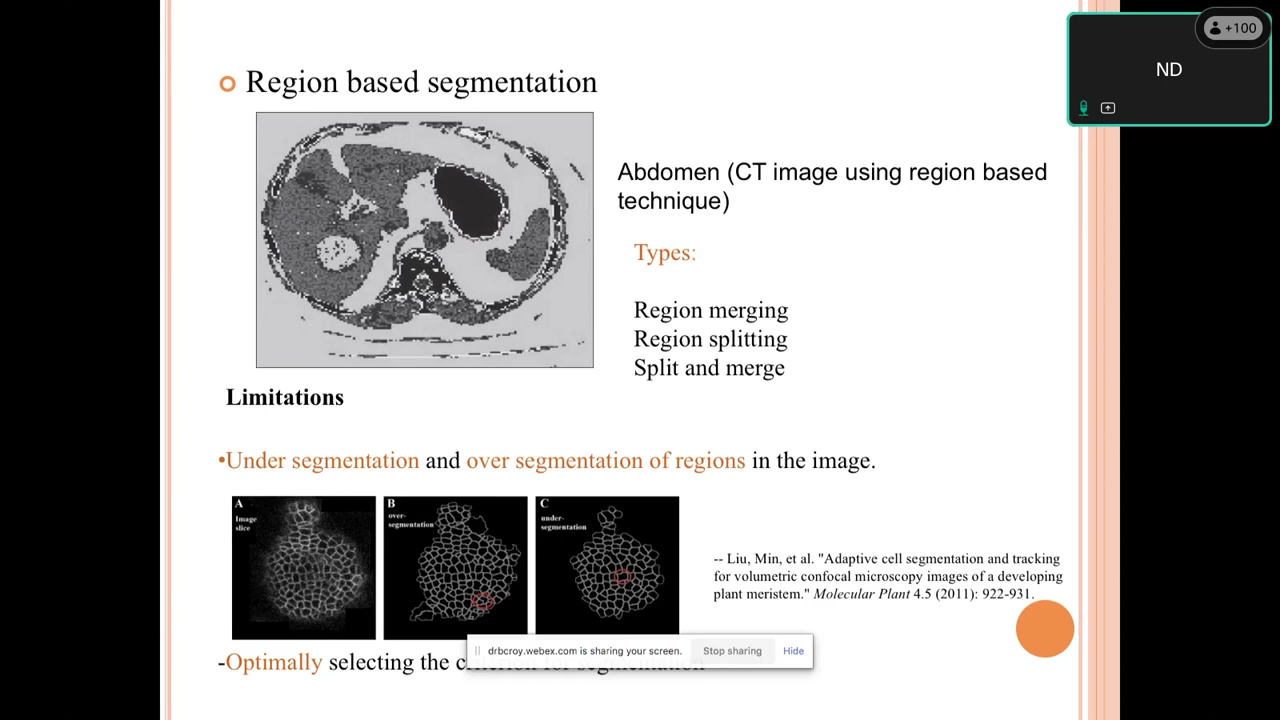 +100
ND
Region based segmentation
Abdomen (CT image using region based
technique)
Types:
Region merging
Region splitting
Split and merge
Limitations
•Under segmentation and over segmentation of regions in the image.
A
Image
slice
B
over-
segmentation
C
under-
segmentation
-- Liu, Min, et al. "Adaptive cell segmentation and tracking
for volumetric confocal microscopy images of a developing
plant meristem." Molecular Plant 4.5 (2011): 922-931.
drbcroy.webex.com is sharing your screen.
Stop sharing
Hide
-Optimally selecting the criterion for segmentation